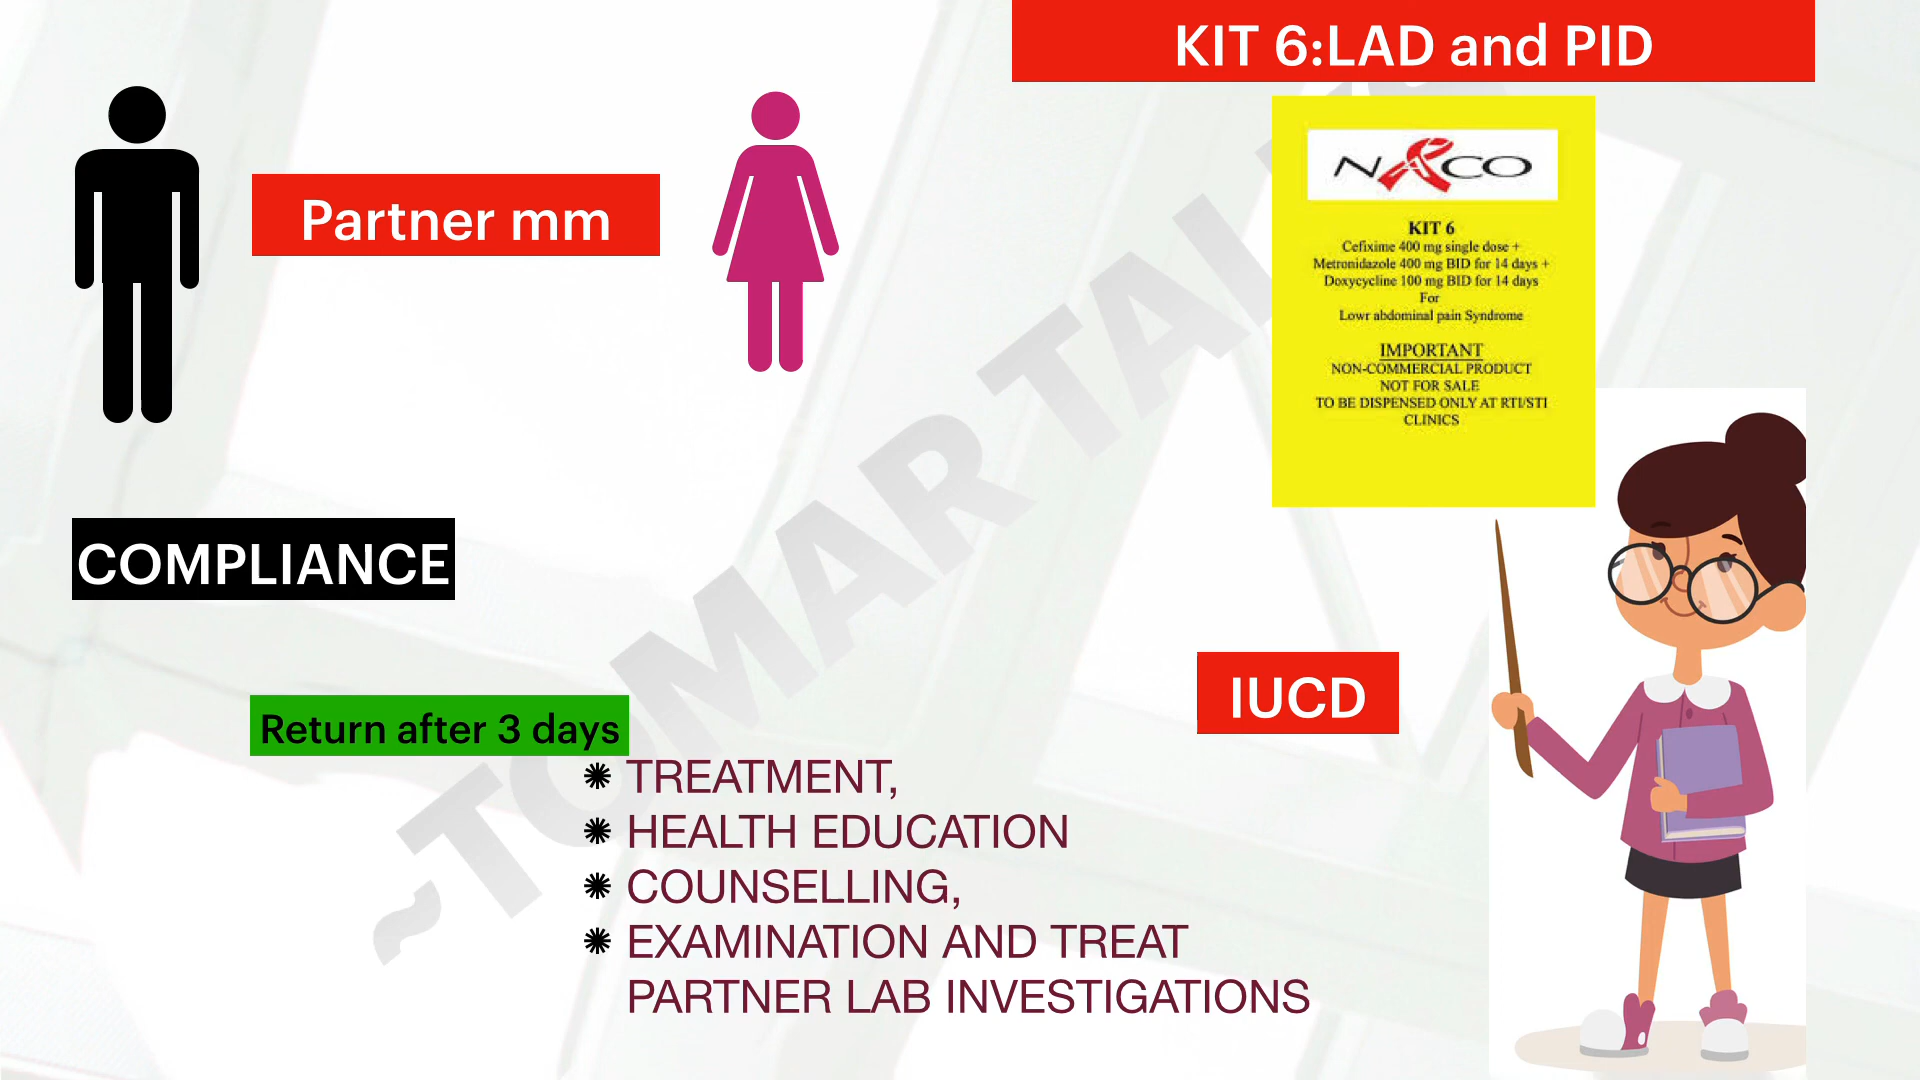 KIT 6:LAD and PID
Partner mm
NACO
KIT 6
Cefixime 400 mg single dose +
Metronidazole 400 mg BID for 14 days +
Doxycycline 100 mg BID for 14 days
For
Lowr abdominal pain Syndrome
IMPORTANT
NON-COMMERCIAL PRODUCT
NOT FOR SALE
TO BE DISPENSED ONLY AT RTI/STI
CLINICS
COMPLIANCE
IUCD
Return after 3 days
TREATMENT,
HEALTH EDUCATION
COUNSELLING,
EXAMINATION AND TREAT
PARTNER LAB INVESTIGATIONS
~TOMAR TAL